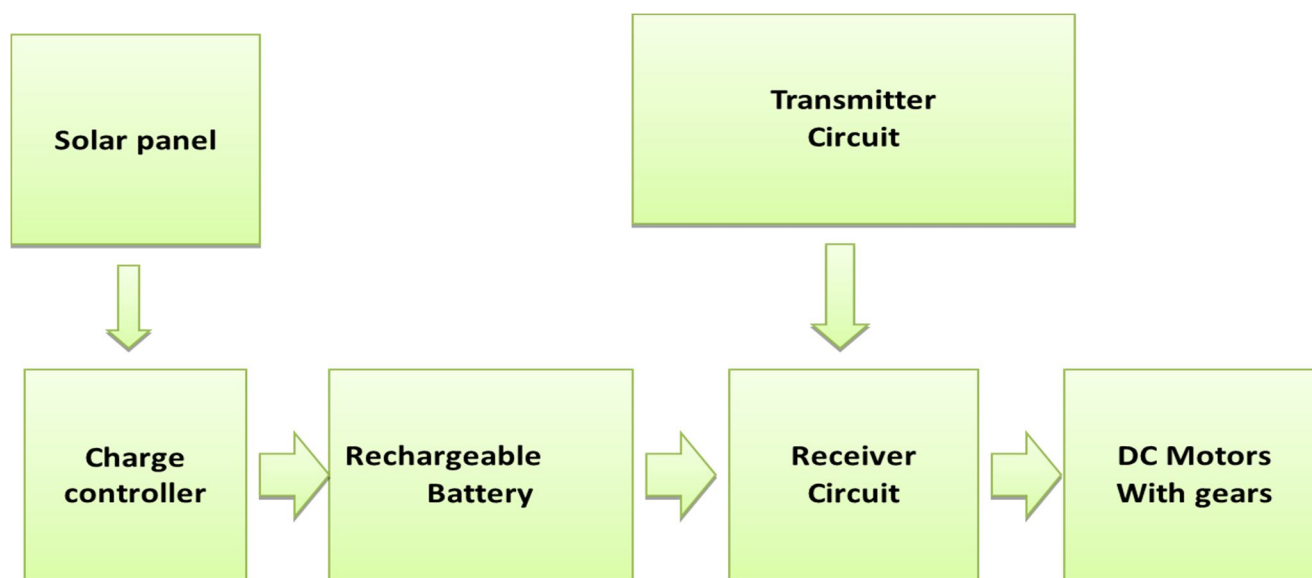 Solar panel
Transmitter
Circuit
Charge
controller
Rechargeable
Battery
Receiver
Circuit
DC Motors
With gears